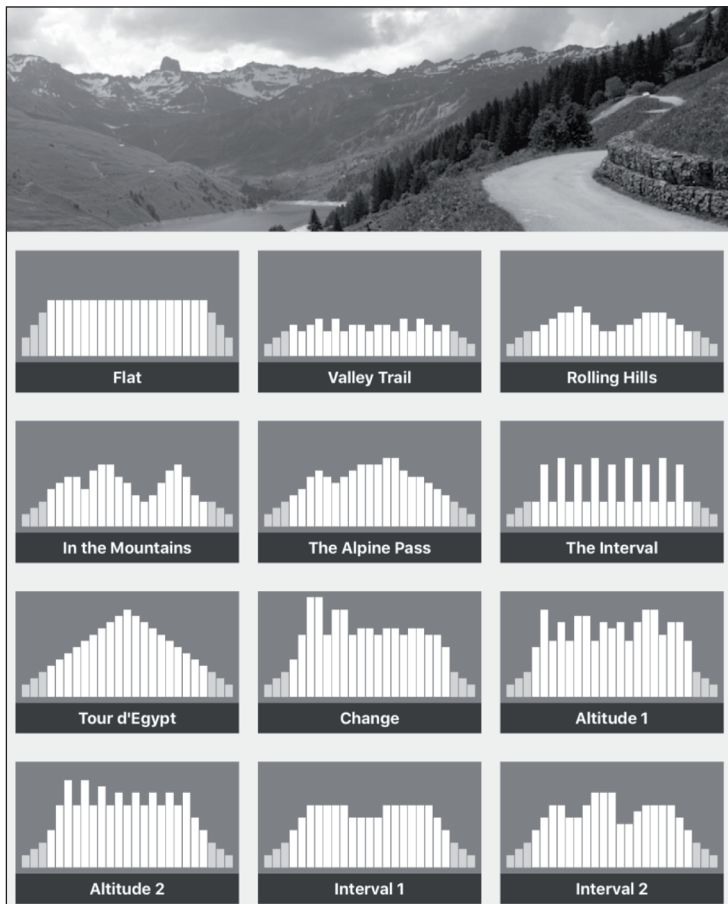 Flat
Valley Trail
Rolling Hills
In the Mountains
The Alpine Pass
The Interval
Tour d'Egypt
Change
Altitude 1
Altitude 2
Interval 1
Interval 2